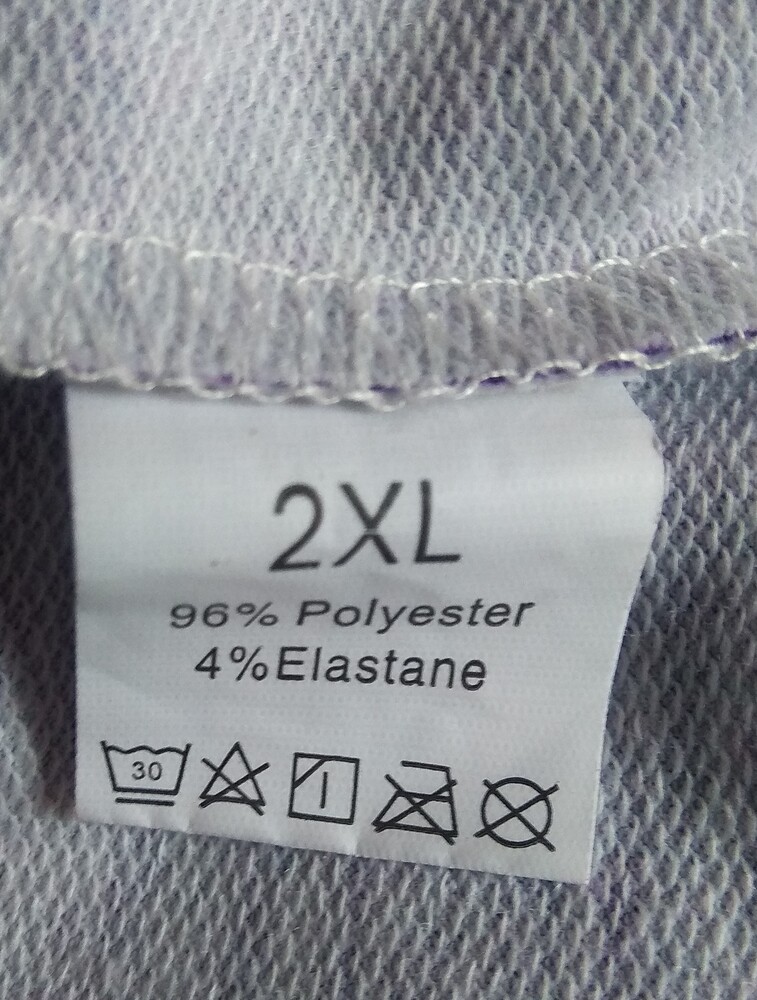 2XL
96% Polyester
4%Elastane
30